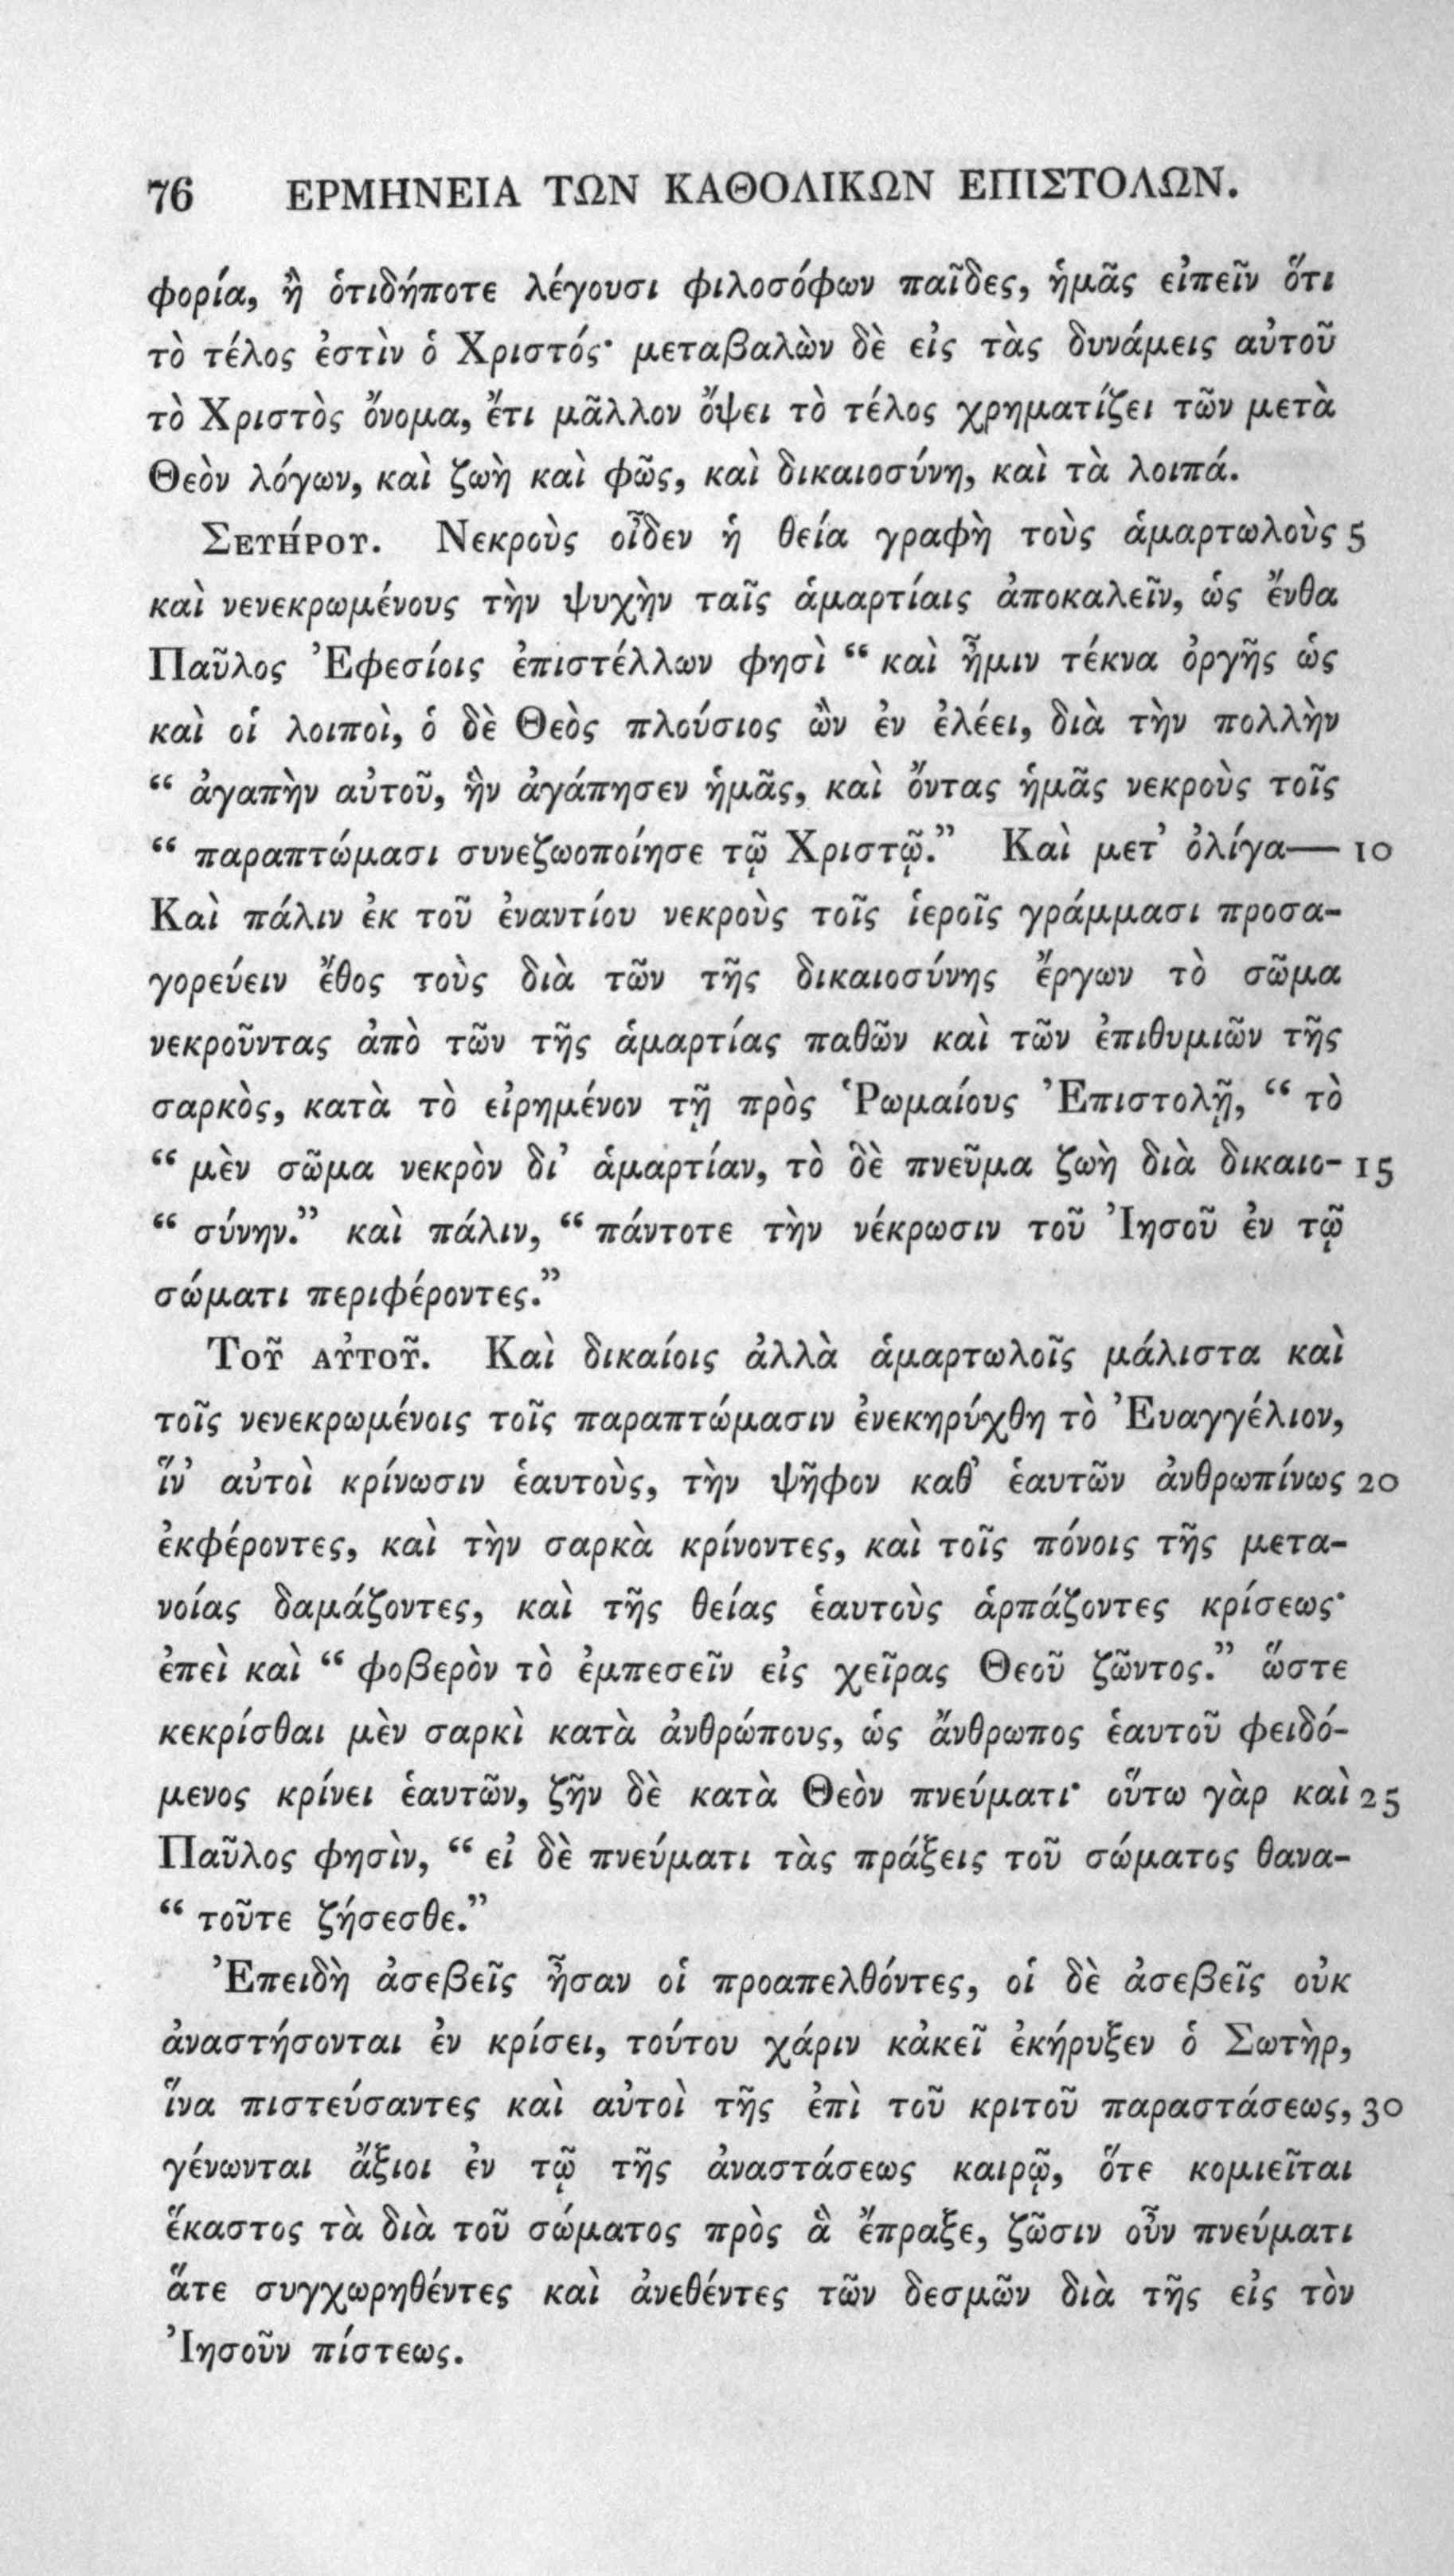 76 ΕΡΜΗΝΕΙΑ ΤΩΝ ΚΑΘΟΛΙΚΩΝ ΕΠΙΣΤΟΛΩΝ.
φορία, ἢ ὁτιδήποτε λέγουσι φιλοσόφων παῖδες, ἡμᾶς εἰπεῖν ὅτι
τὸ τέλος ἐστὶν ὁ Χριστός· μεταβαλὼν δὲ εἰς τὰς δυνάμεις αὐτοῦ
τὸ Χριστὸς ὄνομα, ἔτι μᾶλλον ὄψει τὸ τέλος χρηματίζει τῶν μετὰ
Θεὸν λόγων, καὶ ζωὴ καὶ φῶς, καὶ δικαιοσύνη, καὶ τὰ λοιπά.
Σετήροτ. Νεκροὺς οἶδεν ἡ θεία γραφὴ τοὺς ἁμαρτωλοὺς 5
καὶ νενεκρωμένους τὴν ψυχὴν ταῖς ἁμαρτίαις ἀποκαλεῖν, ὡς ἔνθα
Παῦλος Ἐφεσίοις ἐπιστέλλων φησὶ “ καὶ ἦμιν τέκνα ὀργῆς ὡς
καὶ οἱ λοιποὶ, ὁ δὲ Θεὸς πλούσιος ὢν ἐν ἐλέει, διὰ τὴν πολλὴν
“ ἀγαπὴν αὐτοῦ, ἣν ἀγάπησεν ἡμᾶς, καὶ ὄντας ἡμᾶς νεκροὺς τοῖς
“ παραπτώμασι συνεζωοποίησε τῷ Χριστῷ.” Καὶ μετ’ ὀλίγα— 10
Καὶ πάλιν ἐκ τοῦ ἐναντίου νεκροὺς τοῖς ἱεροῖς γράμμασι προσα-
γορεύειν ἔθος τοὺς διὰ τῶν τῆς δικαιοσύνης ἔργων τὸ σῶμα
νεκροῦντας ἀπὸ τῶν τῆς ἁμαρτίας παθῶν καὶ τῶν ἐπιθυμιῶν τῆς
σαρκὸς, κατὰ τὸ εἰρημένον τῇ πρὸς Ῥωμαίους Ἐπιστολῇ, “ τὸ
“ μὲν σῶμα νεκρὸν δι’ ἁμαρτίαν, τὸ δὲ πνεῦμα ζωὴ διὰ δικαιο- 15
“ σύνην.” καὶ πάλιν, “ πάντοτε τὴν νέκρωσιν τοῦ Ἰησοῦ ἐν τῷ
σώματι περιφέροντες.”
Τοῦ αὐτοῦ. Καὶ δικαίοις ἀλλὰ ἁμαρτωλοῖς μάλιστα καὶ
τοῖς νενεκρωμένοις τοῖς παραπτώμασιν ἐνεκηρύχθη τὸ Ἐυαγγέλιον,
ἵν’ αὐτοὶ κρίνωσιν ἑαυτοὺς, τὴν ψῆφον καθ’ ἑαυτῶν ἀνθρωπίνως 20
ἐκφέροντες, καὶ τὴν σαρκὰ κρίνοντες, καὶ τοῖς πόνοις τῆς μετα-
νοίας δαμάζοντες, καὶ τῆς θείας ἑαυτοὺς ἁρπάζοντες κρίσεως·
ἐπεὶ καὶ “ φοβερὸν τὸ ἐμπεσεῖν εἰς χεῖρας Θεοῦ ζῶντος.” ὥστε
κεκρίσθαι μὲν σαρκὶ κατὰ ἀνθρώπους, ὡς ἄνθρωπος ἑαυτοῦ φειδό-
μενος κρίνει ἑαυτῶν, ζῆν δὲ κατὰ Θεὸν πνεύματι· οὕτω γὰρ καὶ 25
Παῦλος φησὶν, “ εἰ δὲ πνεύματι τὰς πράξεις τοῦ σώματος θανα-
“ τοῦτε ζήσεσθε.”
Ἐπειδὴ ἀσεβεῖς ἦσαν οἱ προαπελθόντες, οἱ δὲ ἀσεβεῖς οὐκ
ἀναστήσονται ἐν κρίσει, τούτου χάριν κἀκεῖ ἐκήρυξεν ὁ Σωτὴρ,
ἵνα πιστεύσαντες καὶ αὐτοὶ τῆς ἐπὶ τοῦ κριτοῦ παραστάσεως, 30
γένωνται ἄξιοι ἐν τῷ τῆς ἀναστάσεως καιρῷ, ὅτε κομιεῖται
ἕκαστος τὰ διὰ τοῦ σώματος πρὸς ἃ ἔπραξε, ζῶσιν οὖν πνεύματι
ἅτε συγχωρηθέντες καὶ ἀνεθέντες τῶν δεσμῶν διὰ τῆς εἰς τὸν
Ἰησοῦν πίστεως.